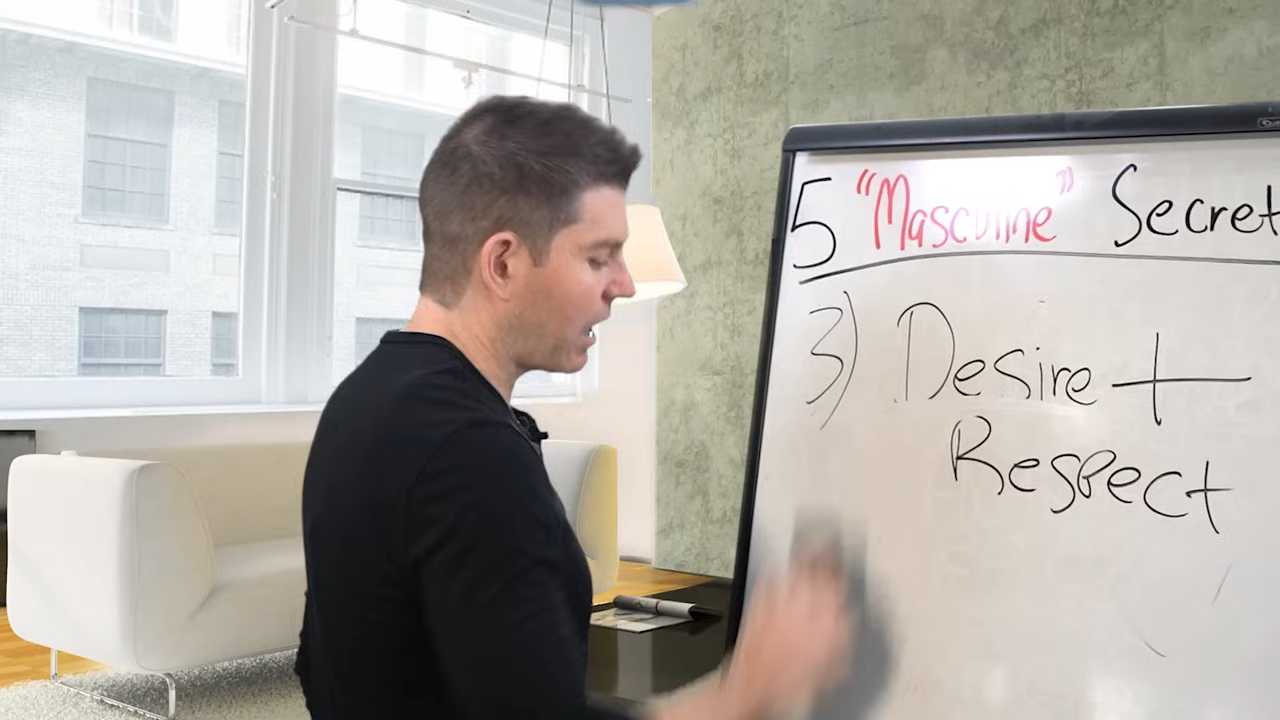 5 "Masculine" Secret
3) Desire +
Respect